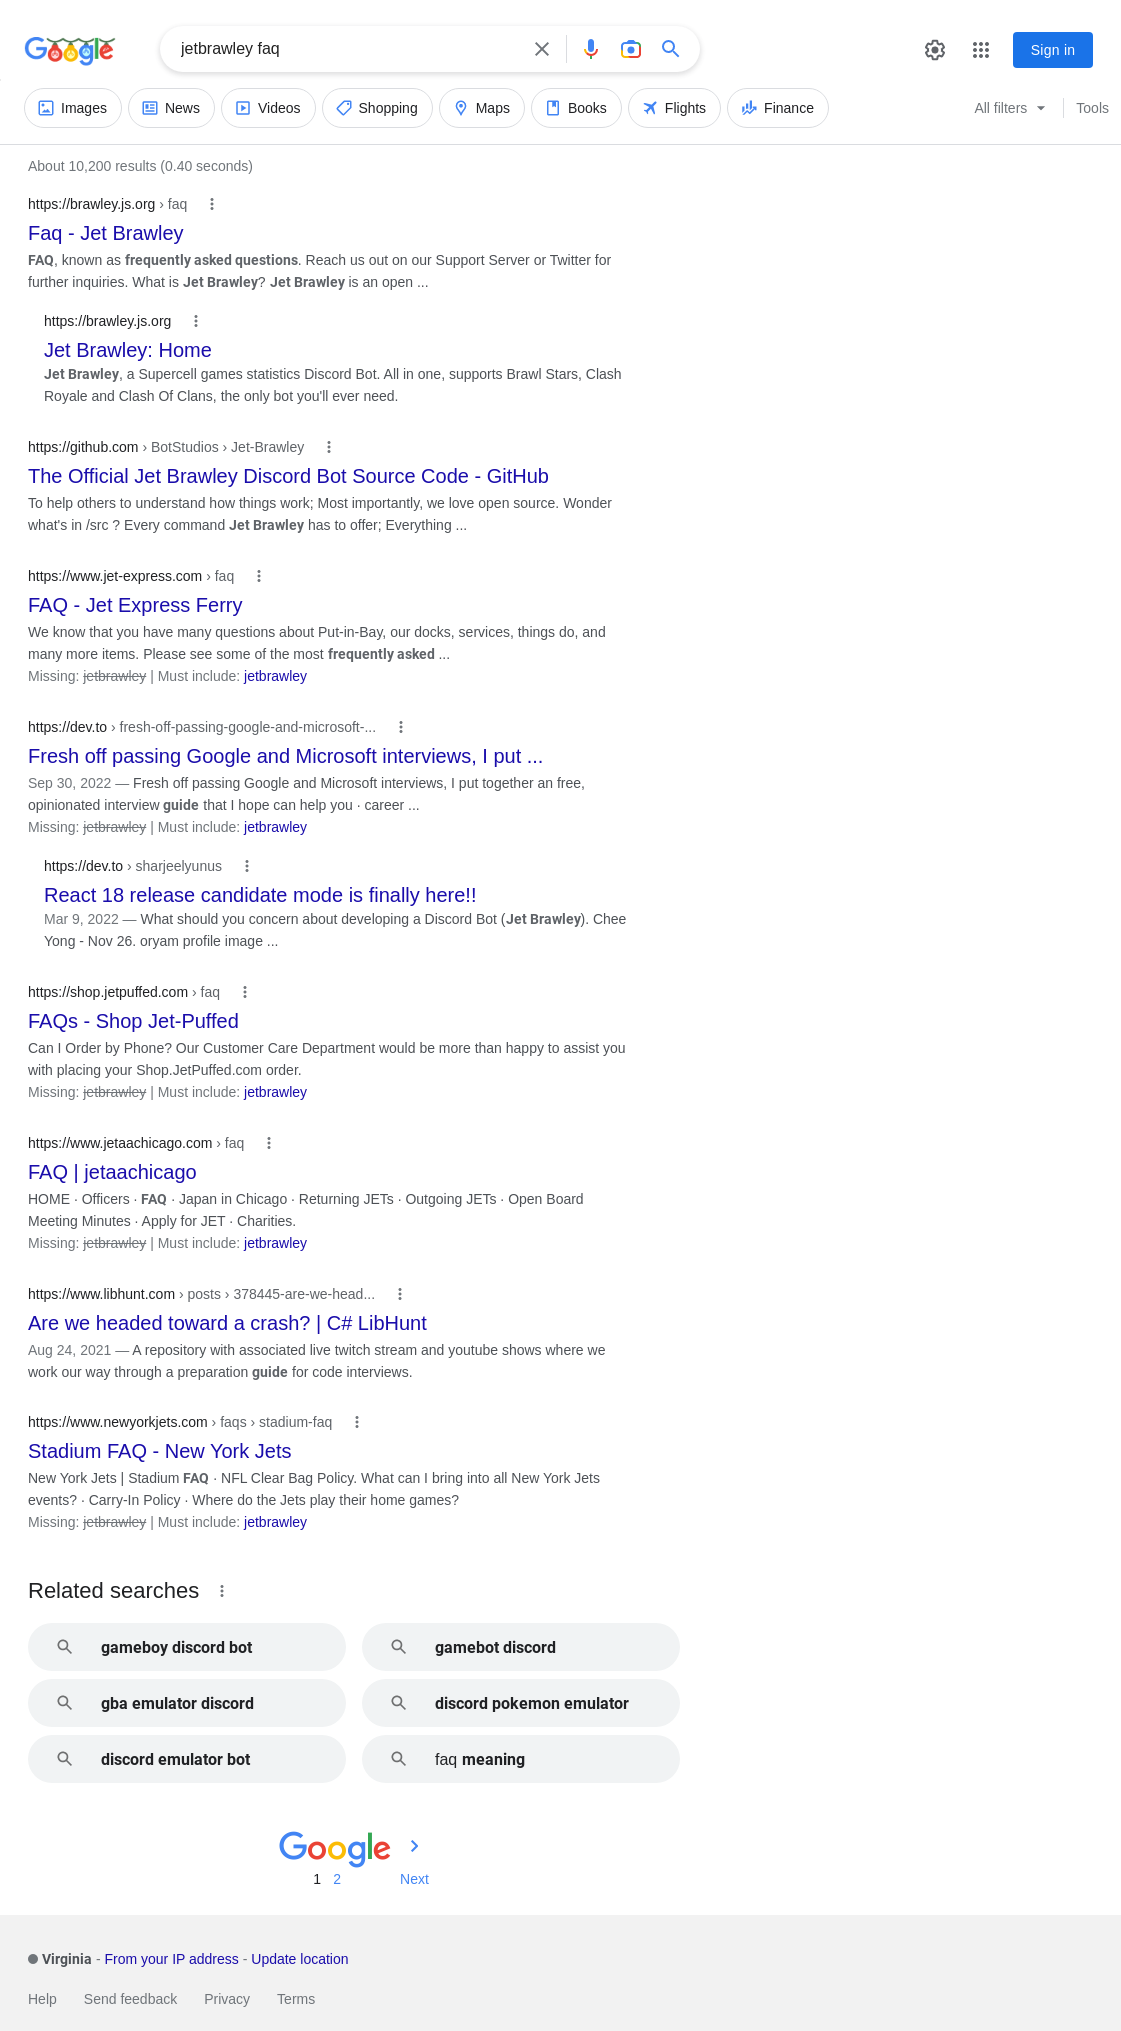 Google
jetbrawley faq
Sign in
Images
News
Videos
Shopping
Maps
Books
Flights
Finance
All filters
Tools
About 10,200 results (0.40 seconds)
https://brawley.js.org › faq
Faq - Jet Brawley
FAQ, known as frequently asked questions. Reach us out on our Support Server or Twitter for
further inquiries. What is Jet Brawley? Jet Brawley is an open ...
https://brawley.js.org
Jet Brawley: Home
Jet Brawley, a Supercell games statistics Discord Bot. All in one, supports Brawl Stars, Clash
Royale and Clash Of Clans, the only bot you'll ever need.
https://github.com › BotStudios › Jet-Brawley
The Official Jet Brawley Discord Bot Source Code - GitHub
To help others to understand how things work; Most importantly, we love open source. Wonder
what's in /src ? Every command Jet Brawley has to offer; Everything ...
https://www.jet-express.com › faq
FAQ - Jet Express Ferry
We know that you have many questions about Put-in-Bay, our docks, services, things do, and
many more items. Please see some of the most frequently asked ...
Missing: jetbrawley | Must include: jetbrawley
https://dev.to › fresh-off-passing-google-and-microsoft-...
Fresh off passing Google and Microsoft interviews, I put ...
Sep 30, 2022 — Fresh off passing Google and Microsoft interviews, I put together an free,
opinionated interview guide that I hope can help you · career ...
Missing: jetbrawley | Must include: jetbrawley
https://dev.to › sharjeelyunus
React 18 release candidate mode is finally here!!
Mar 9, 2022 — What should you concern about developing a Discord Bot (Jet Brawley). Chee
Yong - Nov 26. oryam profile image ...
https://shop.jetpuffed.com › faq
FAQs - Shop Jet-Puffed
Can I Order by Phone? Our Customer Care Department would be more than happy to assist you
with placing your Shop.JetPuffed.com order.
Missing: jetbrawley | Must include: jetbrawley
https://www.jetaachicago.com › faq
FAQ | jetaachicago
HOME · Officers · FAQ · Japan in Chicago · Returning JETs · Outgoing JETs · Open Board
Meeting Minutes · Apply for JET · Charities.
Missing: jetbrawley | Must include: jetbrawley
https://www.libhunt.com › posts › 378445-are-we-head...
Are we headed toward a crash? | C# LibHunt
Aug 24, 2021 — A repository with associated live twitch stream and youtube shows where we
work our way through a preparation guide for code interviews.
https://www.newyorkjets.com › faqs › stadium-faq
Stadium FAQ - New York Jets
New York Jets | Stadium FAQ · NFL Clear Bag Policy. What can I bring into all New York Jets
events? · Carry-In Policy · Where do the Jets play their home games?
Missing: jetbrawley | Must include: jetbrawley
Related searches
gameboy discord bot
gamebot discord
gba emulator discord
discord pokemon emulator
discord emulator bot
faq meaning
Google
1 2 Next
Virginia - From your IP address - Update location
Help Send feedback Privacy Terms